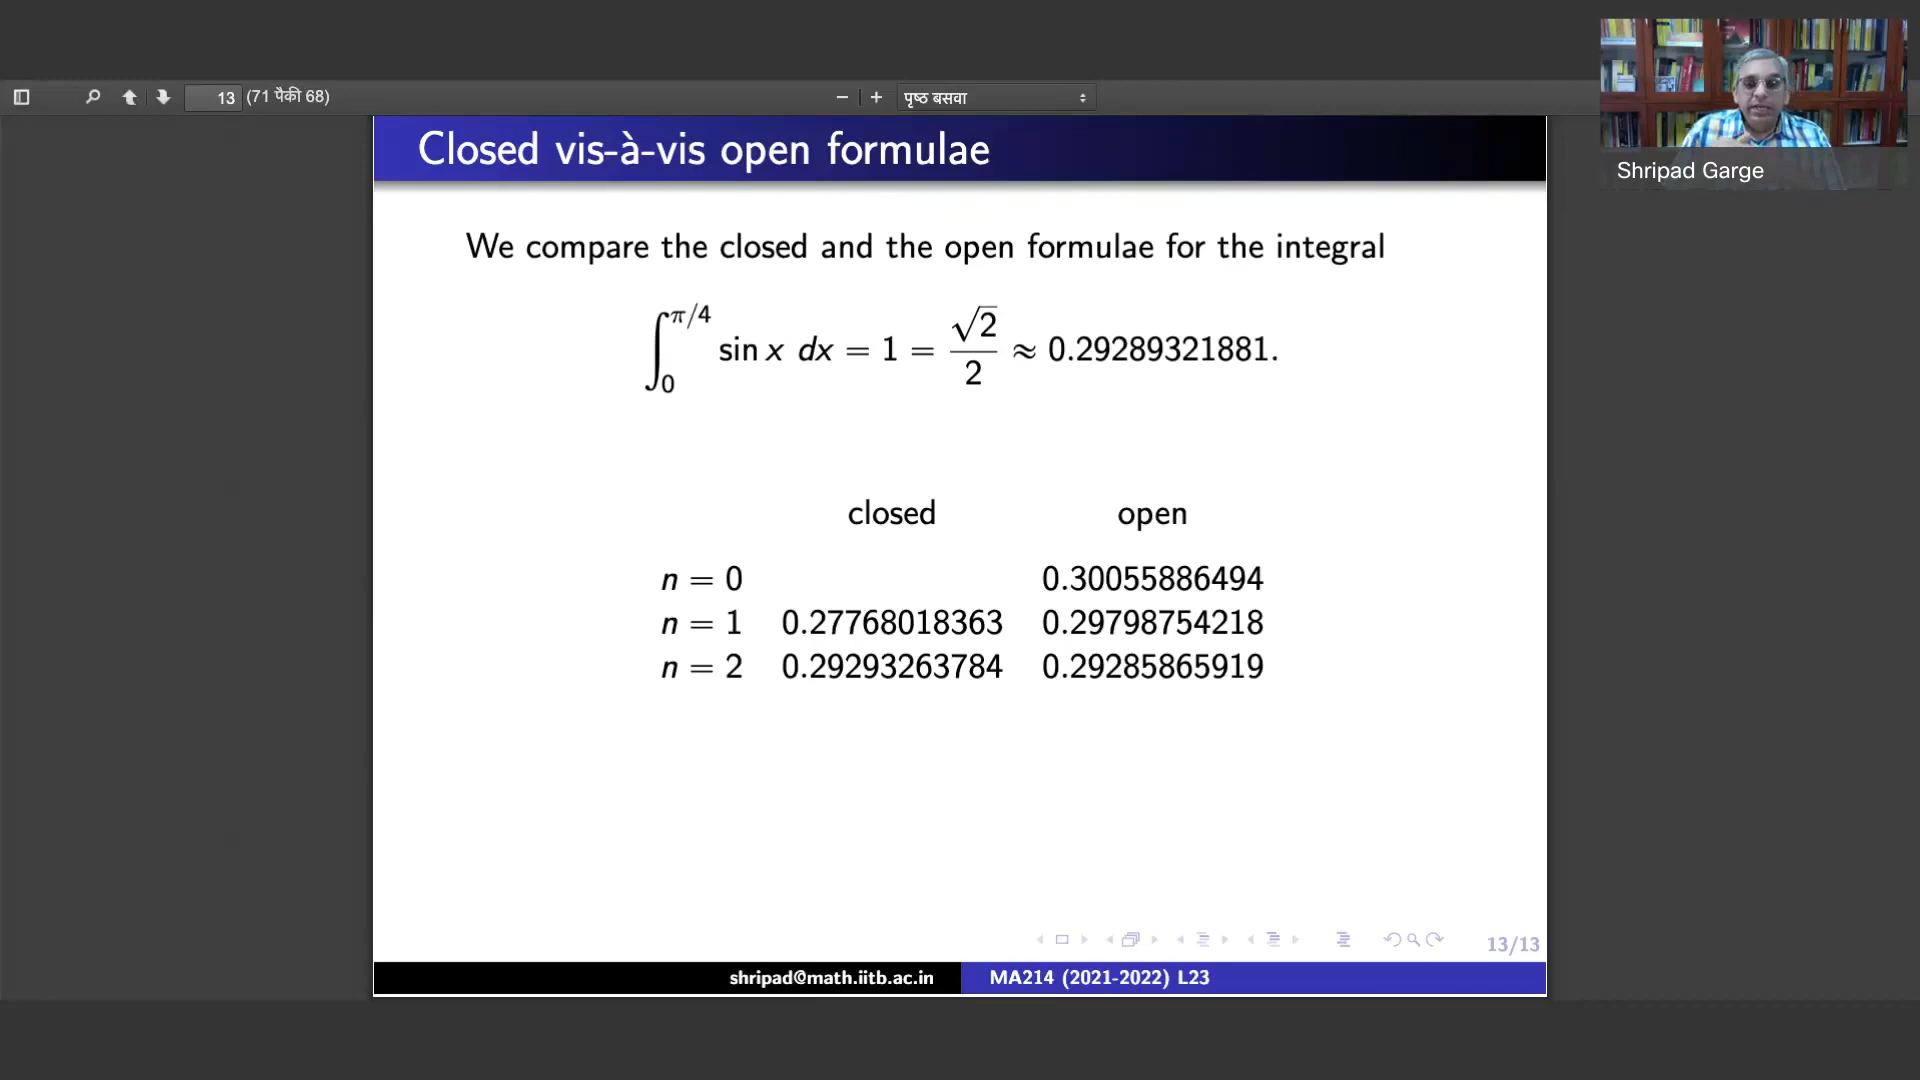 13 (71 पैकी 68)
पृष्ठ बसवा
Shripad Garge
Closed vis-à-vis open formulae
We compare the closed and the open formulae for the integral
∫_0^{π/4} sin x dx = 1 = √2/2 ≈ 0.29289321881.
closed open
n = 0 0.30055886494
n = 1 0.27768018363 0.29798754218
n = 2 0.29293263784 0.29285865919
13/13
shripad@math.iitb.ac.in MA214 (2021-2022) L23